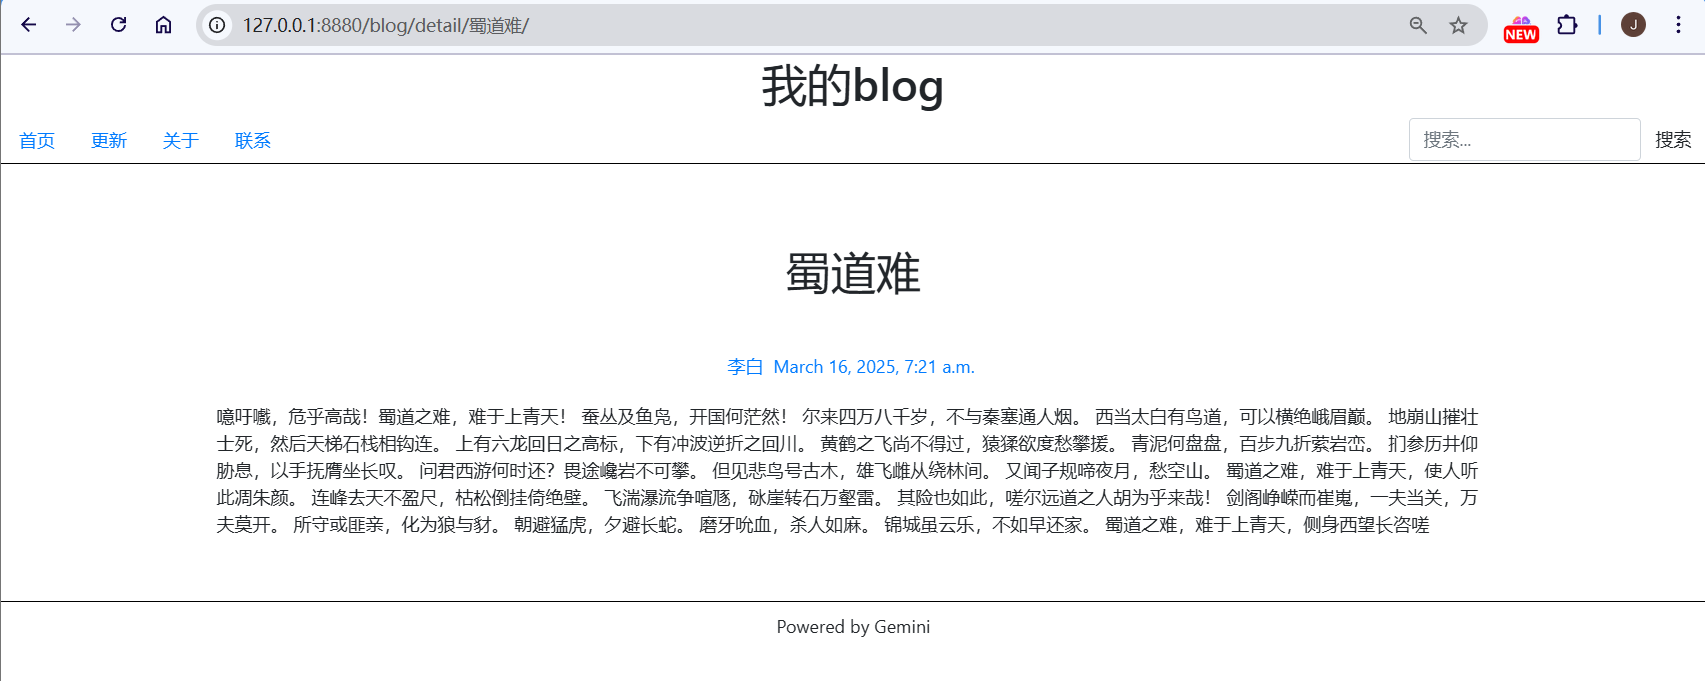 127.0.0.1:8880/blog/detail/蜀道难/
NEW
J
我的blog
首页 更新 关于 联系 搜索... 搜索
蜀道难
李白 March 16, 2025, 7:21 a.m.
噫吁嚱，危乎高哉！蜀道之难，难于上青天！ 蚕丛及鱼凫，开国何茫然！ 尔来四万八千岁，不与秦塞通人烟。 西当太白有鸟道，可以横绝峨眉巅。 地崩山摧壮
士死，然后天梯石栈相钩连。 上有六龙回日之高标，下有冲波逆折之回川。 黄鹤之飞尚不得过，猿猱欲度愁攀援。 青泥何盘盘，百步九折萦岩峦。 扪参历井仰
胁息，以手抚膺坐长叹。 问君西游何时还？畏途巉岩不可攀。 但见悲鸟号古木，雄飞雌从绕林间。 又闻子规啼夜月，愁空山。 蜀道之难，难于上青天，使人听
此凋朱颜。 连峰去天不盈尺，枯松倒挂倚绝壁。 飞湍瀑流争喧豗，砯崖转石万壑雷。 其险也如此，嗟尔远道之人胡为乎来哉！ 剑阁峥嵘而崔嵬，一夫当关，万
夫莫开。 所守或匪亲，化为狼与豺。 朝避猛虎，夕避长蛇。 磨牙吮血，杀人如麻。 锦城虽云乐，不如早还家。 蜀道之难，难于上青天，侧身西望长咨嗟
Powered by Gemini